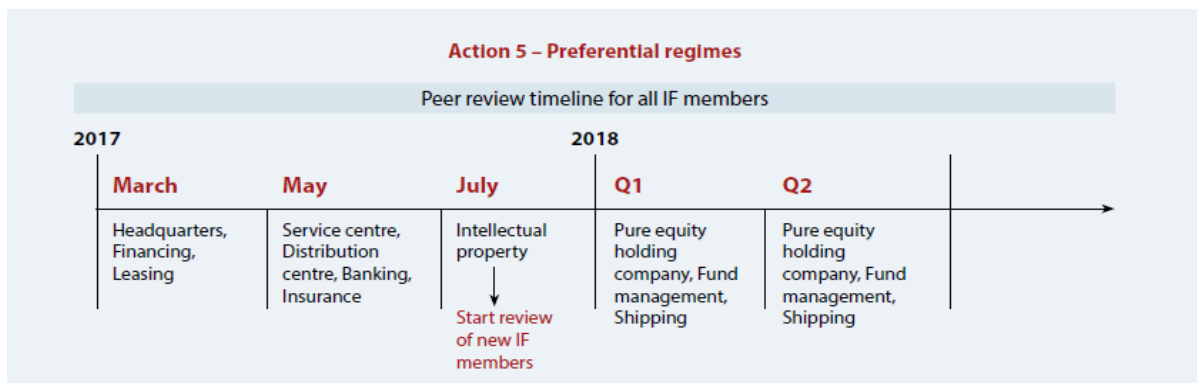 Action 5 – Preferential regimes
Peer review timeline for all IF members
2017
2018
March
May
July
Q1
Q2
Headquarters,
Financing,
Leasing
Service centre,
Distribution
centre, Banking,
Insurance
Intellectual
property
Start review
of new IF
members
Pure equity
holding
company, Fund
management,
Shipping
Pure equity
holding
company, Fund
management,
Shipping